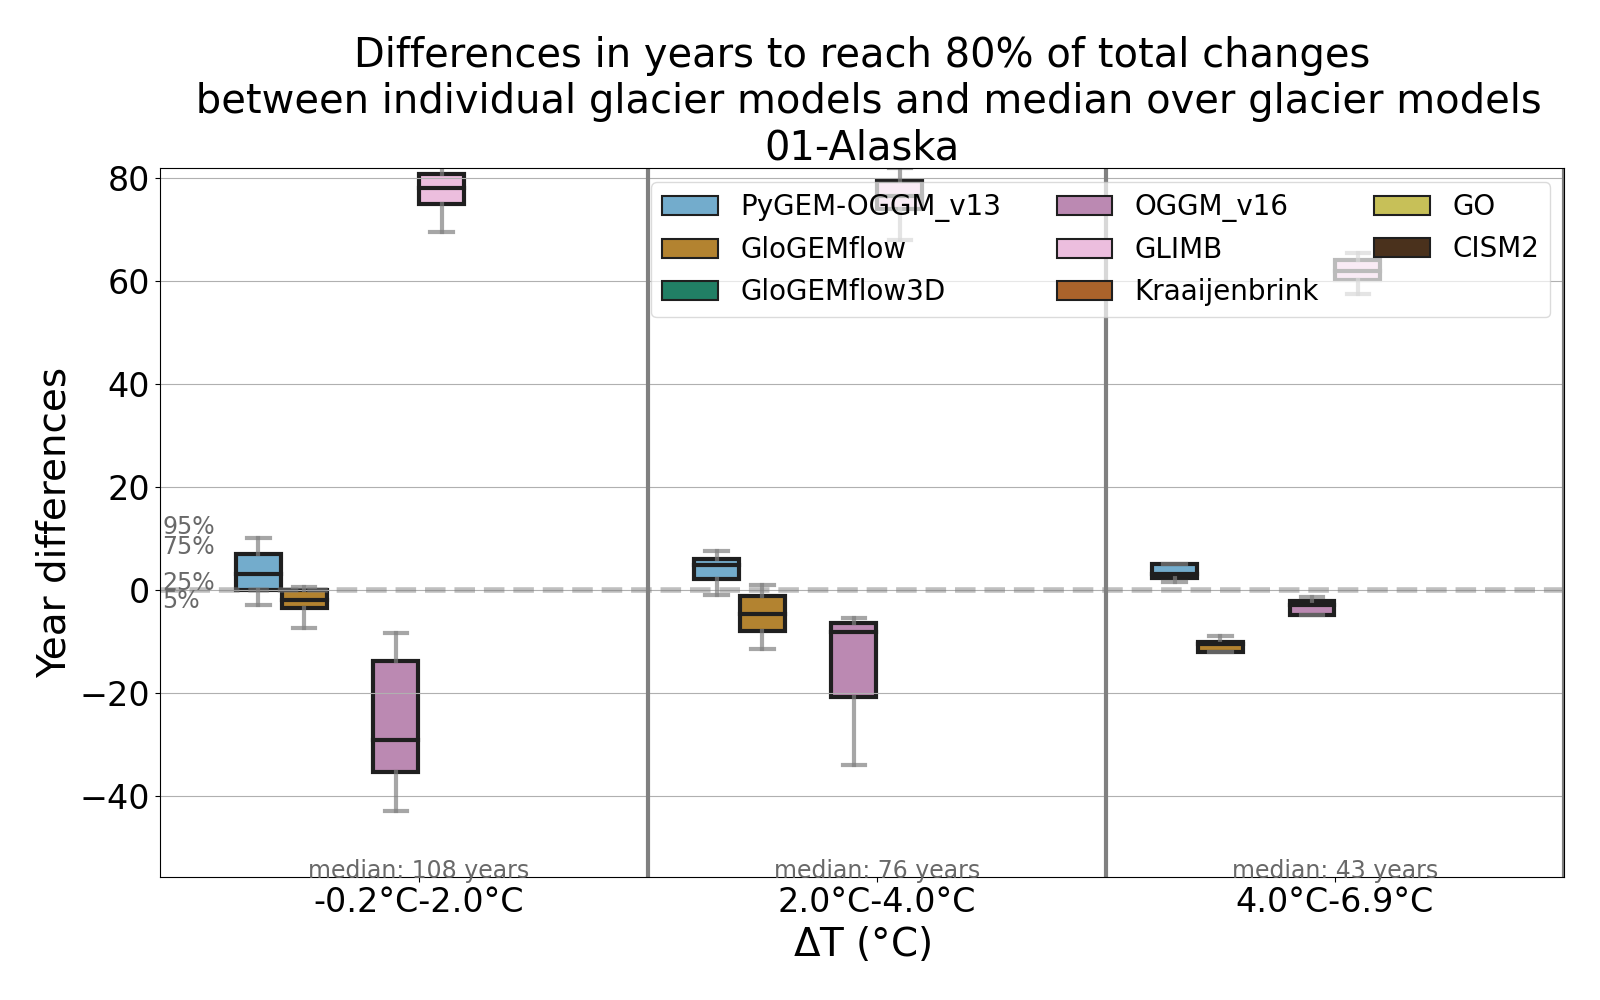 Differences in years to reach 80% of total changes
between individual glacier models and median over glacier models
01-Alaska
80
60
40
20
0
−20
−40
Year differences
95%
75%
25%
5%
PyGEM-OGGM_v13
GloGEMflow
GloGEMflow3D
OGGM_v16
GLIMB
Kraaijenbrink
GO
CISM2
median: 108 years
median: 76 years
median: 43 years
-0.2°C-2.0°C
2.0°C-4.0°C
4.0°C-6.9°C
ΔT (°C)